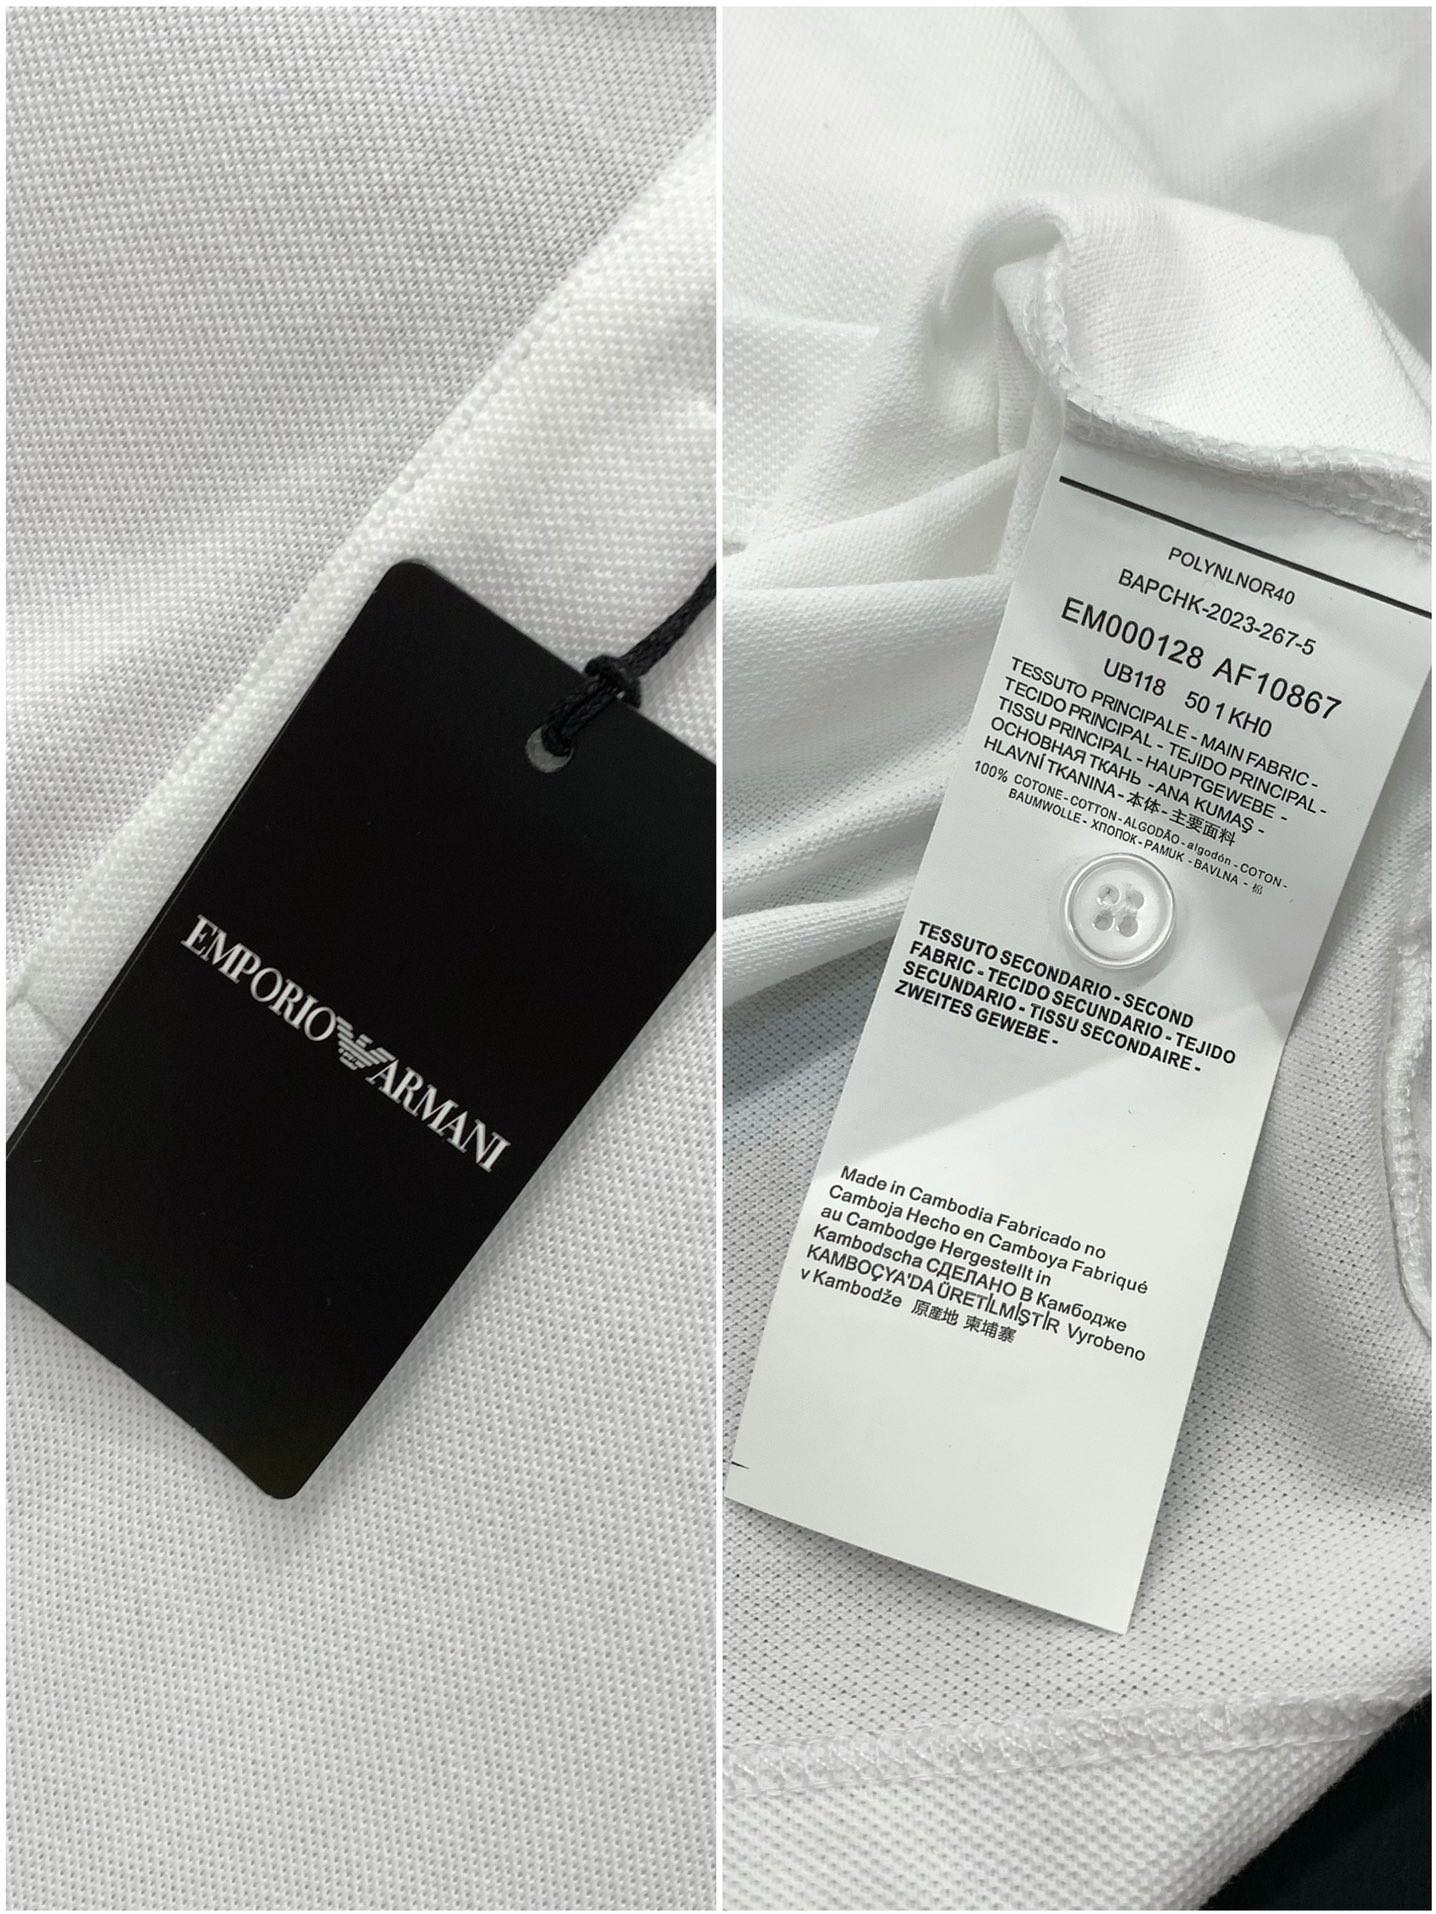 EMPORIO ARMANI
POLYNLNOR40
BAPCHK-2023-267-5
EM000128 AF10867
UB118 50 1 KH0
TESSUTO PRINCIPALE - MAIN FABRIC -
TECIDO PRINCIPAL - TEJIDO PRINCIPAL -
TISSU PRINCIPAL - HAUPTGEWEBE -
ОСНОВНАЯ ТКАНЬ - ANA KUMAŞ -
HLAVNÍ TKANINA - 本体 - 主要面料
100% COTONE - COTTON - ALGODÃO - algodón - COTON -
BAUMWOLLE - ХЛОПОК - PAMUK - BAVLNA - 棉
TESSUTO SECONDARIO - SECOND
FABRIC - TECIDO SECUNDARIO - TEJIDO
SECUNDARIO - TISSU SECONDAIRE -
ZWEITES GEWEBE -
Made in Cambodia Fabricado no
Camboja Hecho en Camboya Fabriqué
au Cambodge Hergestellt in
Kambodscha СДЕЛАНО В Камбодже
KAMBOÇYA'DA ÜRETİLMİŞTİR Vyrobeno
v Kambodže 原産地 柬埔寨